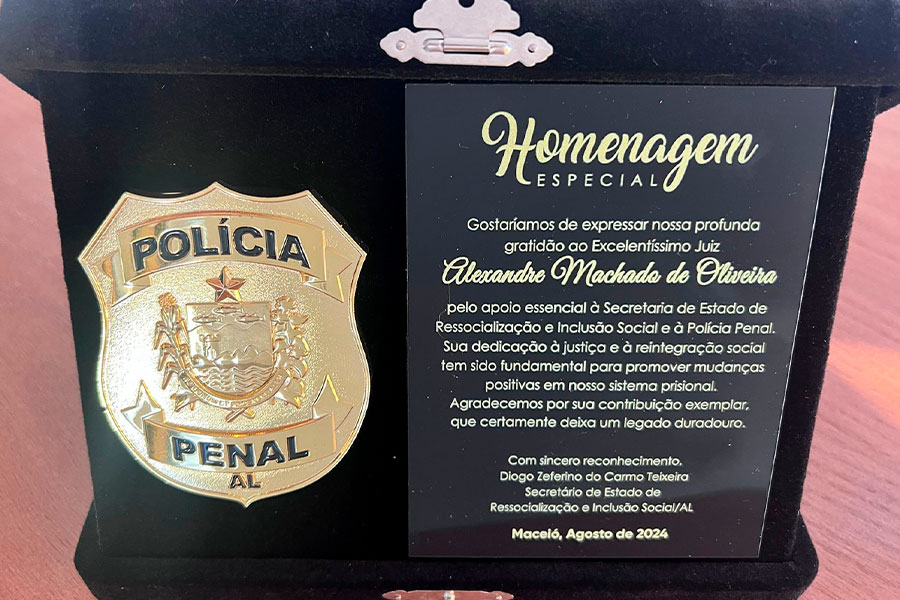 POLÍCIA
PENAL
AL
Homenagem
ESPECIAL
Gostaríamos de expressar nossa profunda
gratidão ao Excelentíssimo Juiz
Alexandre Machado de Oliveira
pelo apoio essencial à Secretaria de Estado de
Ressocialização e Inclusão Social e à Polícia Penal.
Sua dedicação à justiça e à reintegração social
tem sido fundamental para promover mudanças
positivas em nosso sistema prisional.
Agradecemos por sua contribuição exemplar,
que certamente deixa um legado duradouro.
Com sincero reconhecimento.
Diogo Zeferino do Carmo Teixeira
Secretário de Estado de
Ressocialização e Inclusão Social/AL
Maceió, Agosto de 2024